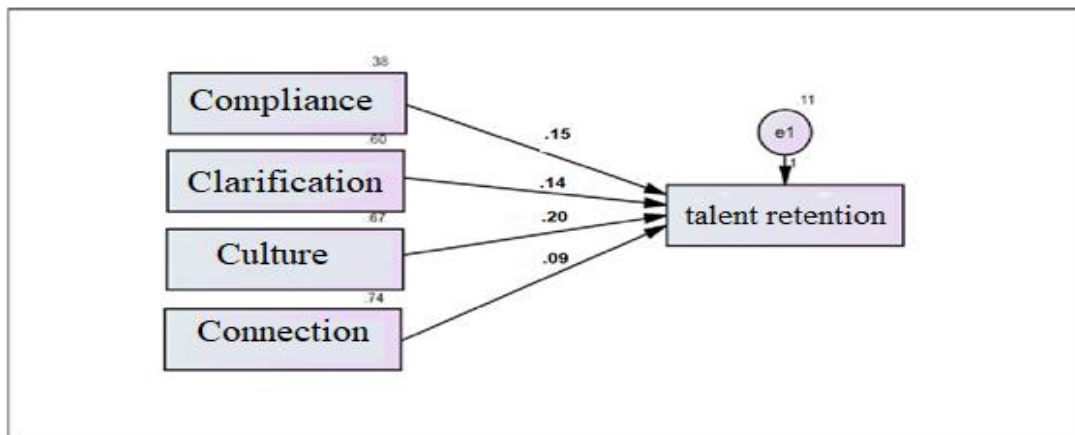 .38
Compliance
.60
Clarification
.67
Culture
.74
Connection
.15
.14
.20
.09
.11
e1
1
talent retention